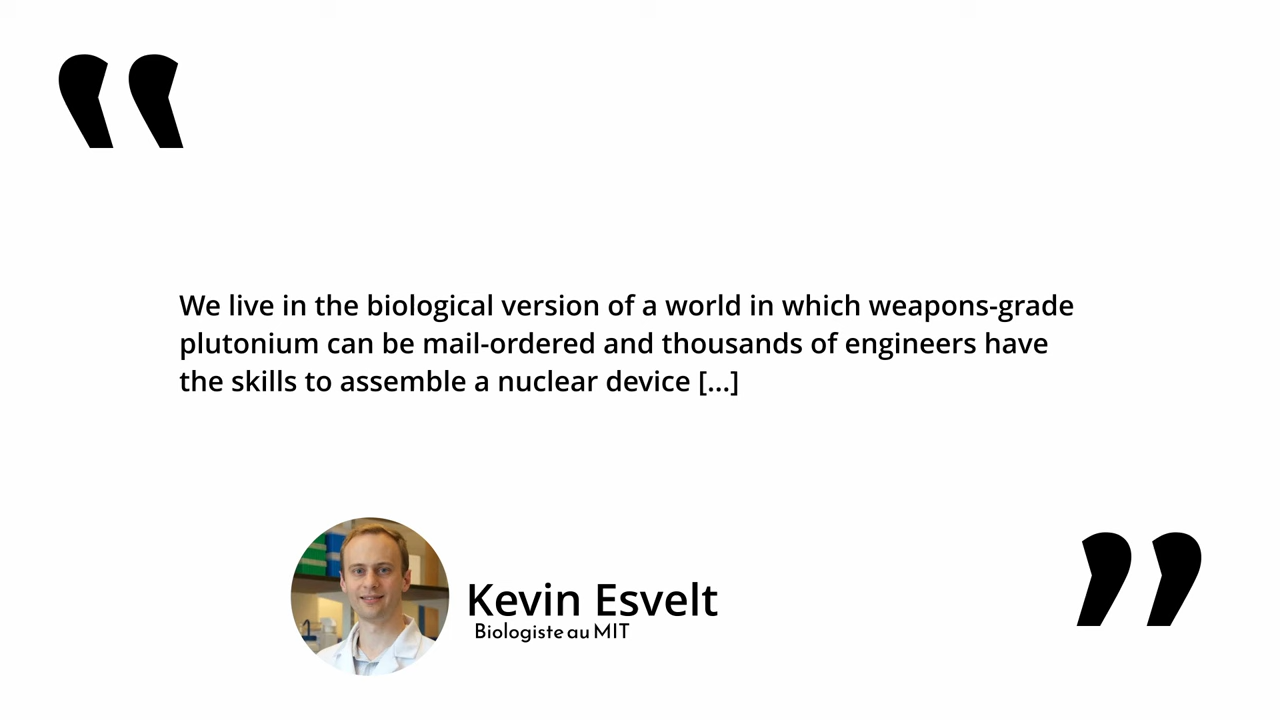 We live in the biological version of a world in which weapons-grade
plutonium can be mail-ordered and thousands of engineers have
the skills to assemble a nuclear device [...]
Kevin Esvelt
Biologiste au MIT